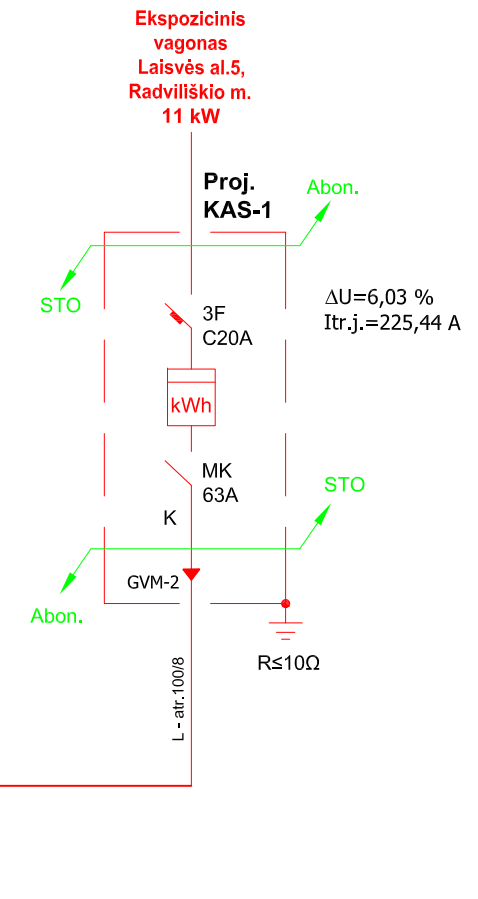 Ekspozicinis
vagonas
Laisvės al.5,
Radviliškio m.
11 kW
Proj.
KAS-1
Abon.
STO
ΔU=6,03 %
Itr.j.=225,44 A
3F
C20A
kWh
MK
63A
STO
K
GVM-2
Abon.
R≤10Ω
L - atr.100/8